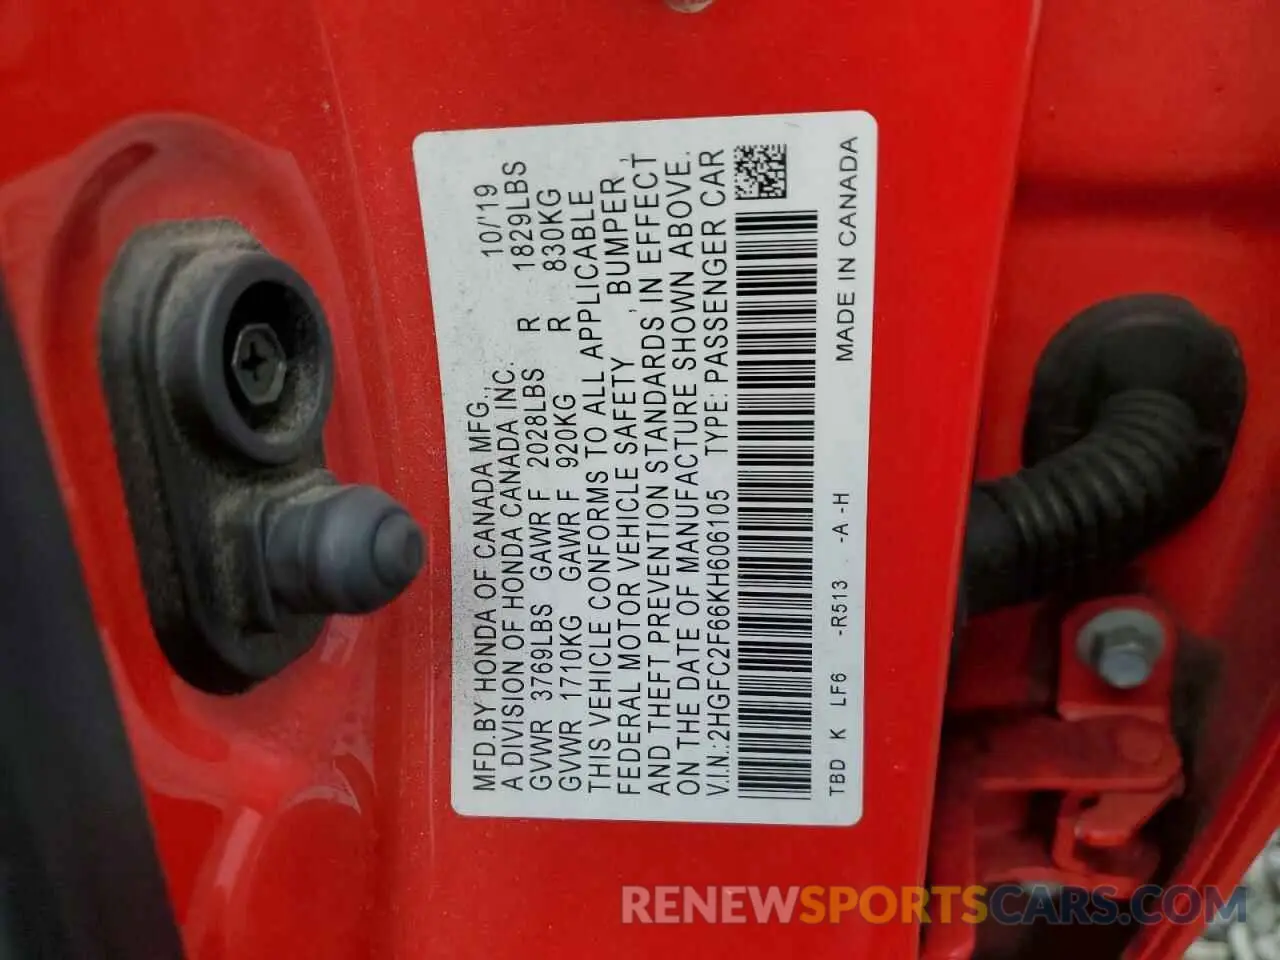 MFD.BY HONDA OF CANADA MFG., 10/'19
A DIVISION OF HONDA CANADA INC.
GVWR 3769LBS GAWR F 2028LBS R 1829LBS
GVWR 1710KG GAWR F 920KG R 830KG
THIS VEHICLE CONFORMS TO ALL APPLICABLE
FEDERAL MOTOR VEHICLE SAFETY, BUMPER,
AND THEFT PREVENTION STANDARDS IN EFFECT
ON THE DATE OF MANUFACTURE SHOWN ABOVE.
V.I.N.:2HGFC2F66KH606105 TYPE: PASSENGER CAR
TBD K LF6 -R513 . -A -H MADE IN CANADA
RENEWSPORTSCARS.COM